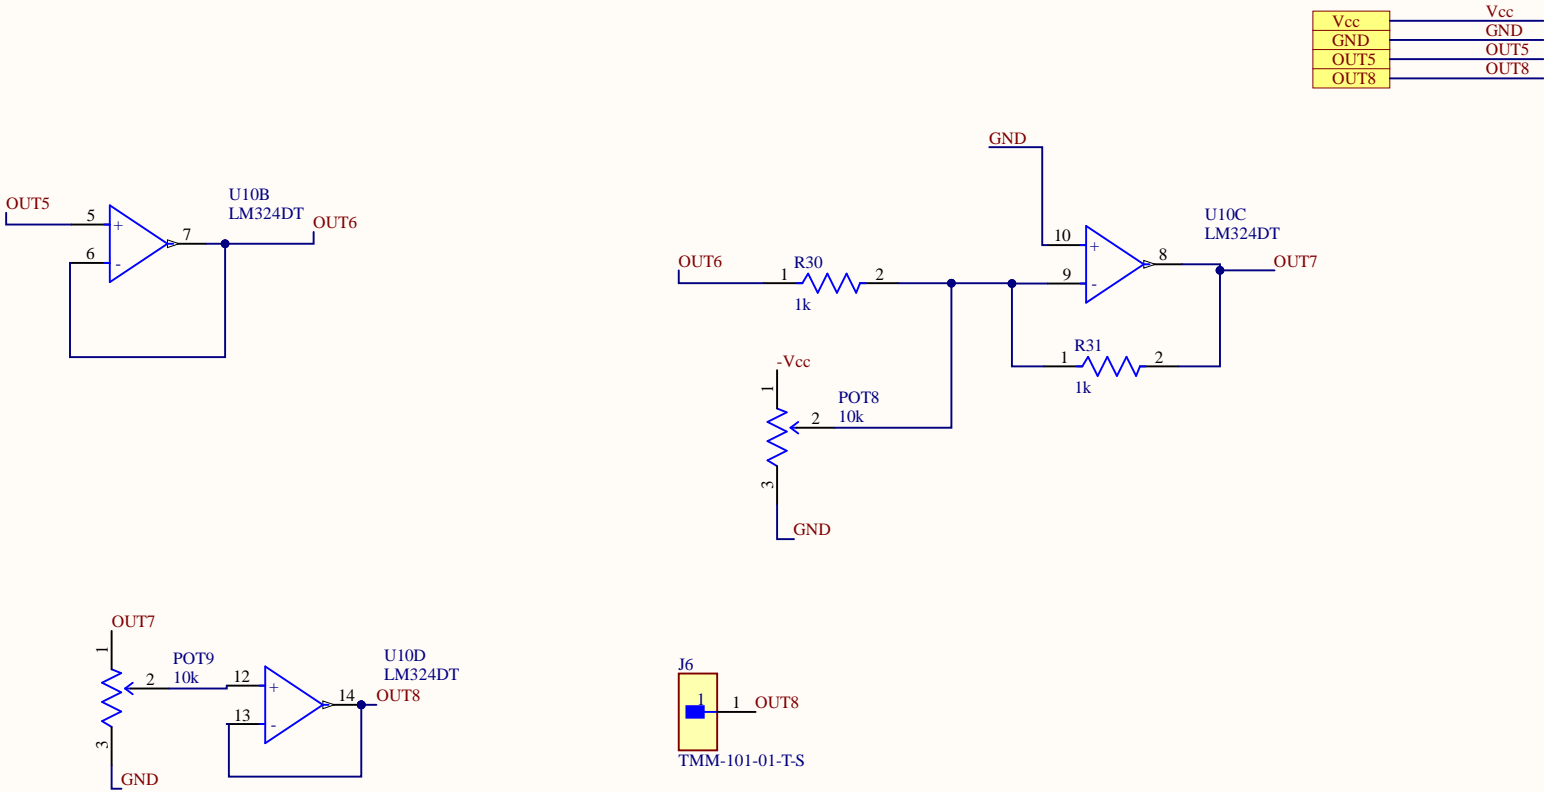 Vcc
Vcc
GND
GND
OUT5
OUT5
OUT8
OUT8
GND
OUT5
5
+
6
-
7
U10B
LM324DT
OUT6
OUT6
1
R30
2
1k
10
+
9
-
8
U10C
LM324DT
OUT7
1
R31
2
1k
-Vcc
1
2
POT8
10k
3
GND
OUT7
1
2
POT9
10k
3
GND
12
+
13
-
14
U10D
LM324DT
OUT8
J6
1
1
OUT8
TMM-101-01-T-S